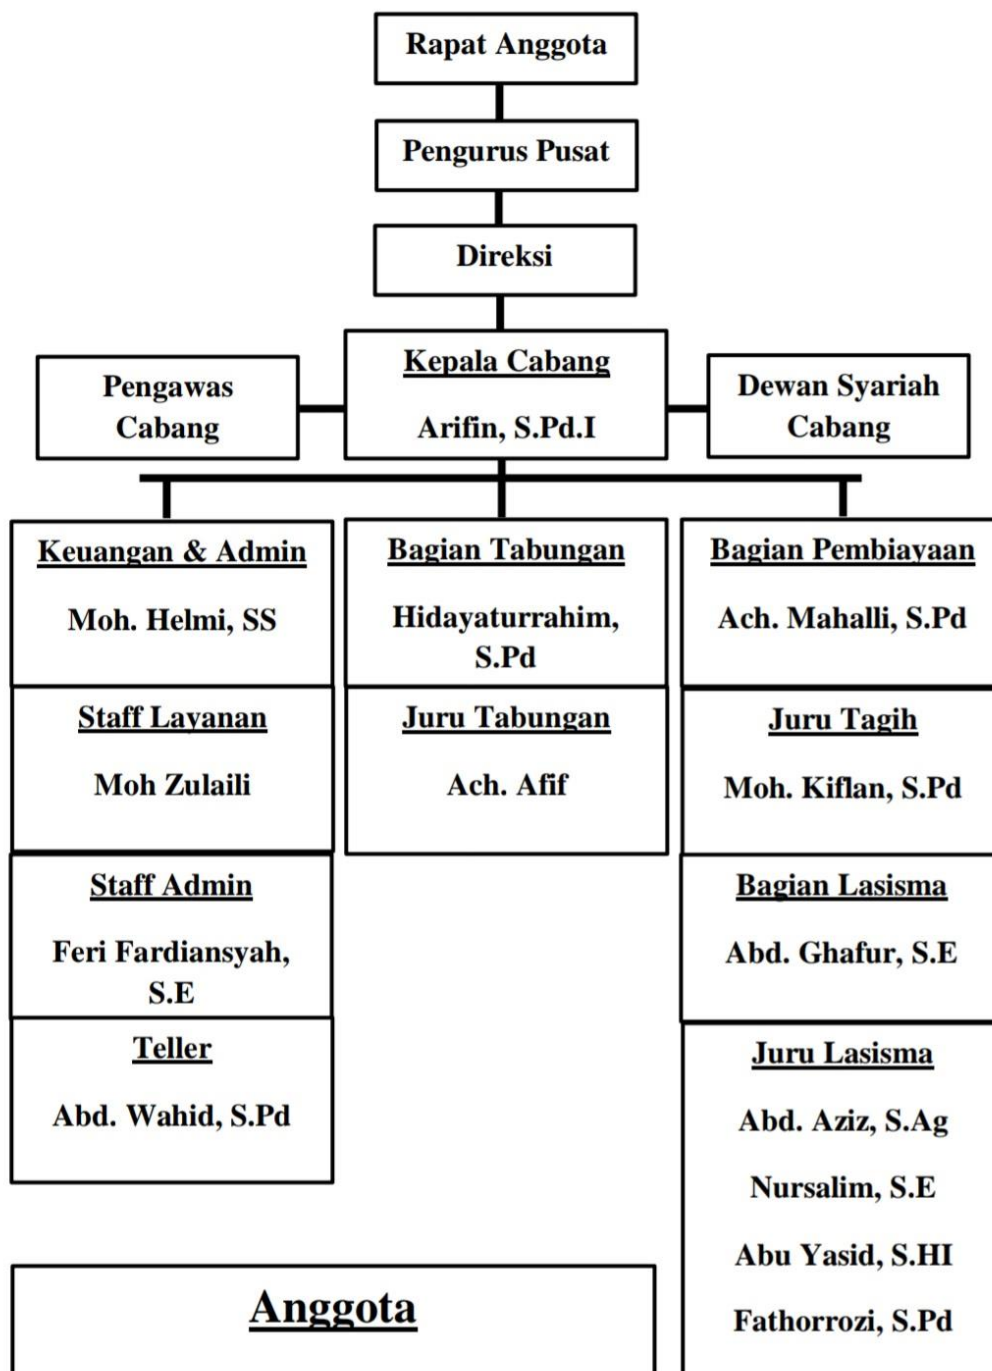 Rapat Anggota
Pengurus Pusat
Direksi
Kepala Cabang
Arifin, S.Pd.I
Pengawas
Cabang
Dewan Syariah
Cabang
Keuangan & Admin
Moh. Helmi, SS
Staff Layanan
Moh Zulaili
Staff Admin
Feri Fardiansyah,
S.E
Teller
Abd. Wahid, S.Pd
Bagian Tabungan
Hidayaturrahim,
S.Pd
Juru Tabungan
Ach. Afif
Bagian Pembiayaan
Ach. Mahalli, S.Pd
Juru Tagih
Moh. Kiflan, S.Pd
Bagian Lasisma
Abd. Ghafur, S.E
Juru Lasisma
Abd. Aziz, S.Ag
Nursalim, S.E
Abu Yasid, S.HI
Fathorrozi, S.Pd
Anggota